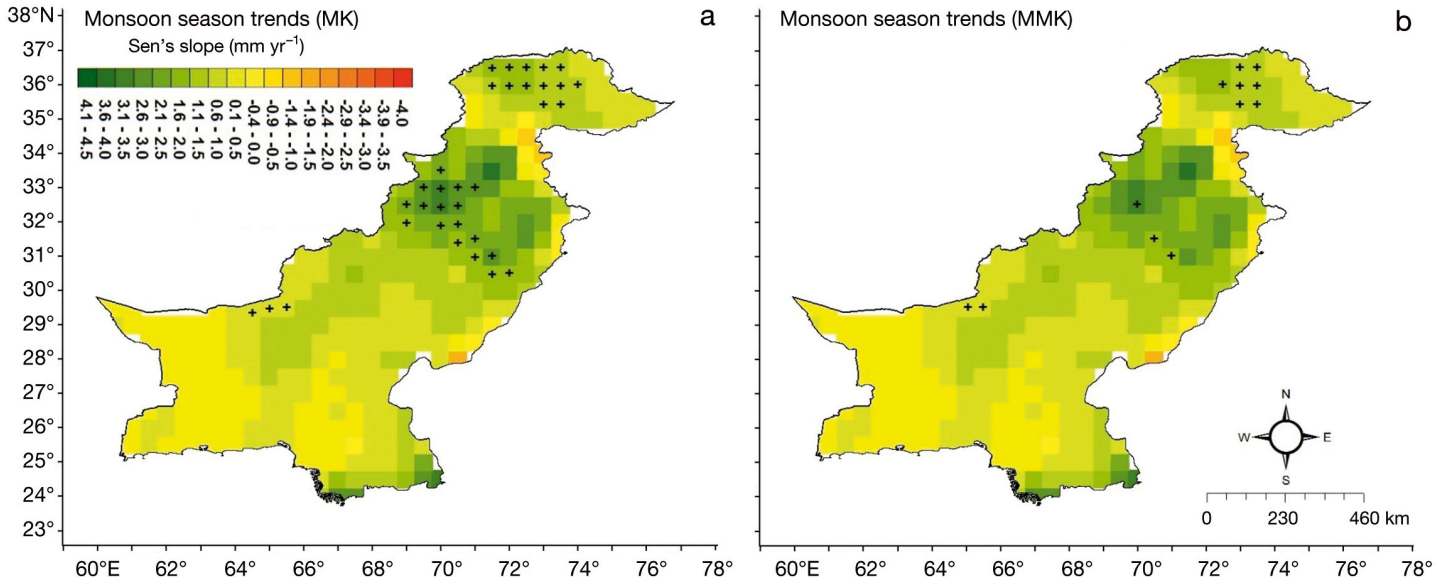 Monsoon season trends (MK) a
Sen's slope (mm yr⁻¹)
4.1 - 4.5
3.6 - 4.0
3.1 - 3.5
2.6 - 3.0
2.1 - 2.5
1.6 - 2.0
1.1 - 1.5
0.6 - 1.0
0.1 - 0.5
-0.4 - 0.0
-0.9 - -0.5
-1.4 - -1.0
-1.9 - -1.5
-2.4 - -2.0
-2.9 - -2.5
-3.4 - -3.0
-3.9 - -3.5
-4.0
38°N
37°
36°
35°
34°
33°
32°
31°
30°
29°
28°
27°
26°
25°
24°
23°
60°E 62° 64° 66° 68° 70° 72° 74° 76° 78°
Monsoon season trends (MMK) b
N
W E
S
0 230 460 km
60°E 62° 64° 66° 68° 70° 72° 74° 76° 78°